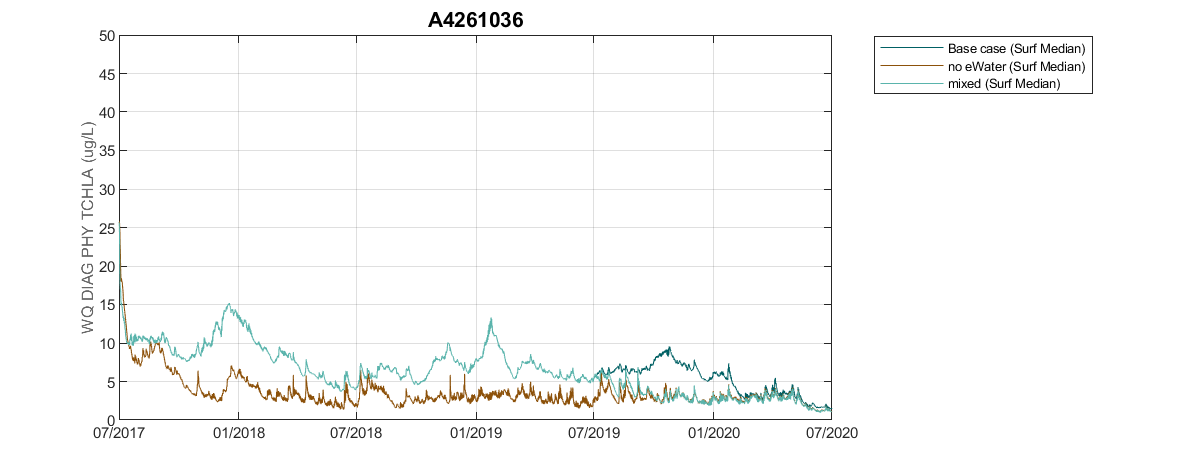 A4261036
50
45
40
35
30
25
20
15
10
5
0
WQ DIAG PHY TCHLA (ug/L)
07/2017 01/2018 07/2018 01/2019 07/2019 01/2020 07/2020
Base case (Surf Median)
no eWater (Surf Median)
mixed (Surf Median)